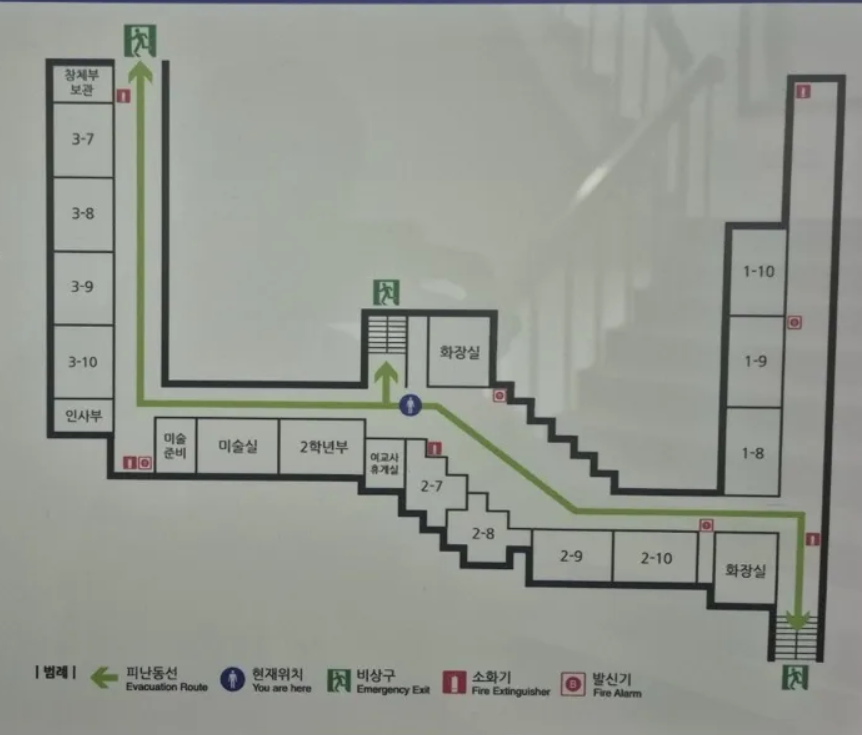 창체부
보관
3-7
3-8
3-9
3-10
인사부
미술
준비
미술실
2학년부
여교사
휴게실
화장실
2-7
2-8
2-9
2-10
화장실
1-10
1-9
1-8
| 범례 |
피난동선
Evacuation Route
현재위치
You are here
비상구
Emergency Exit
소화기
Fire Extinguisher
발신기
Fire Alarm